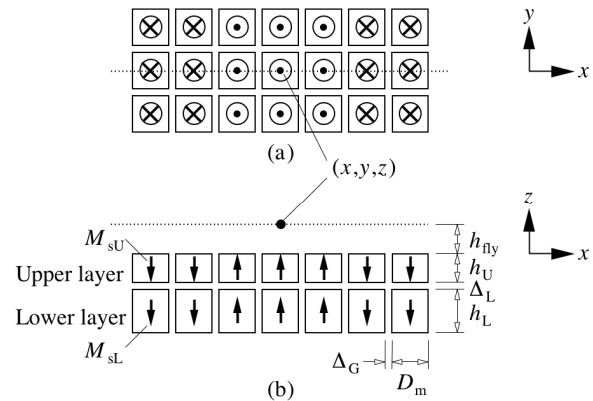 y
x
(a)
(x,y,z)
z
x
M_sU
h_fly
Upper layer
h_U
Δ_L
Lower layer
h_L
M_sL
Δ_G
D_m
(b)